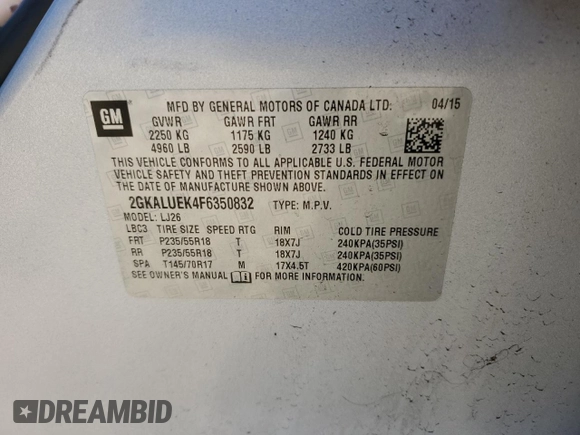 GM
MFD BY GENERAL MOTORS OF CANADA LTD: 04/15
GVWR GAWR FRT GAWR RR
2250 KG 1175 KG 1240 KG
4960 LB 2590 LB 2733 LB
THIS VEHICLE CONFORMS TO ALL APPLICABLE U.S. FEDERAL MOTOR
VEHICLE SAFETY AND THEFT PREVENTION STANDARDS IN EFFECT ON
THE DATE OF MANUFACTURE SHOWN ABOVE.
2GKALUEK4F6350832 TYPE: M.P.V.
MODEL: LJ26
LBC3 TIRE SIZE SPEED RTG RIM COLD TIRE PRESSURE
FRT P235/55R18 T 18X7J 240KPA(35PSI)
RR P235/55R18 T 18X7J 240KPA(35PSI)
SPA T145/70R17 M 17X4.5T 420KPA(60PSI)
SEE OWNER'S MANUAL FOR MORE INFORMATION.
DREAMBID